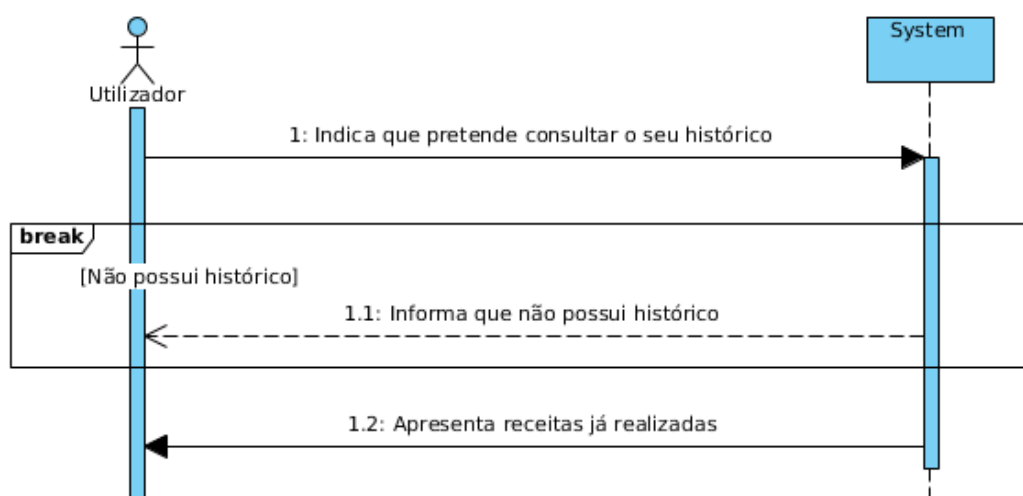 System
Utilizador
1: Indica que pretende consultar o seu histórico
break
[Não possui histórico]
1.1: Informa que não possui histórico
1.2: Apresenta receitas já realizadas